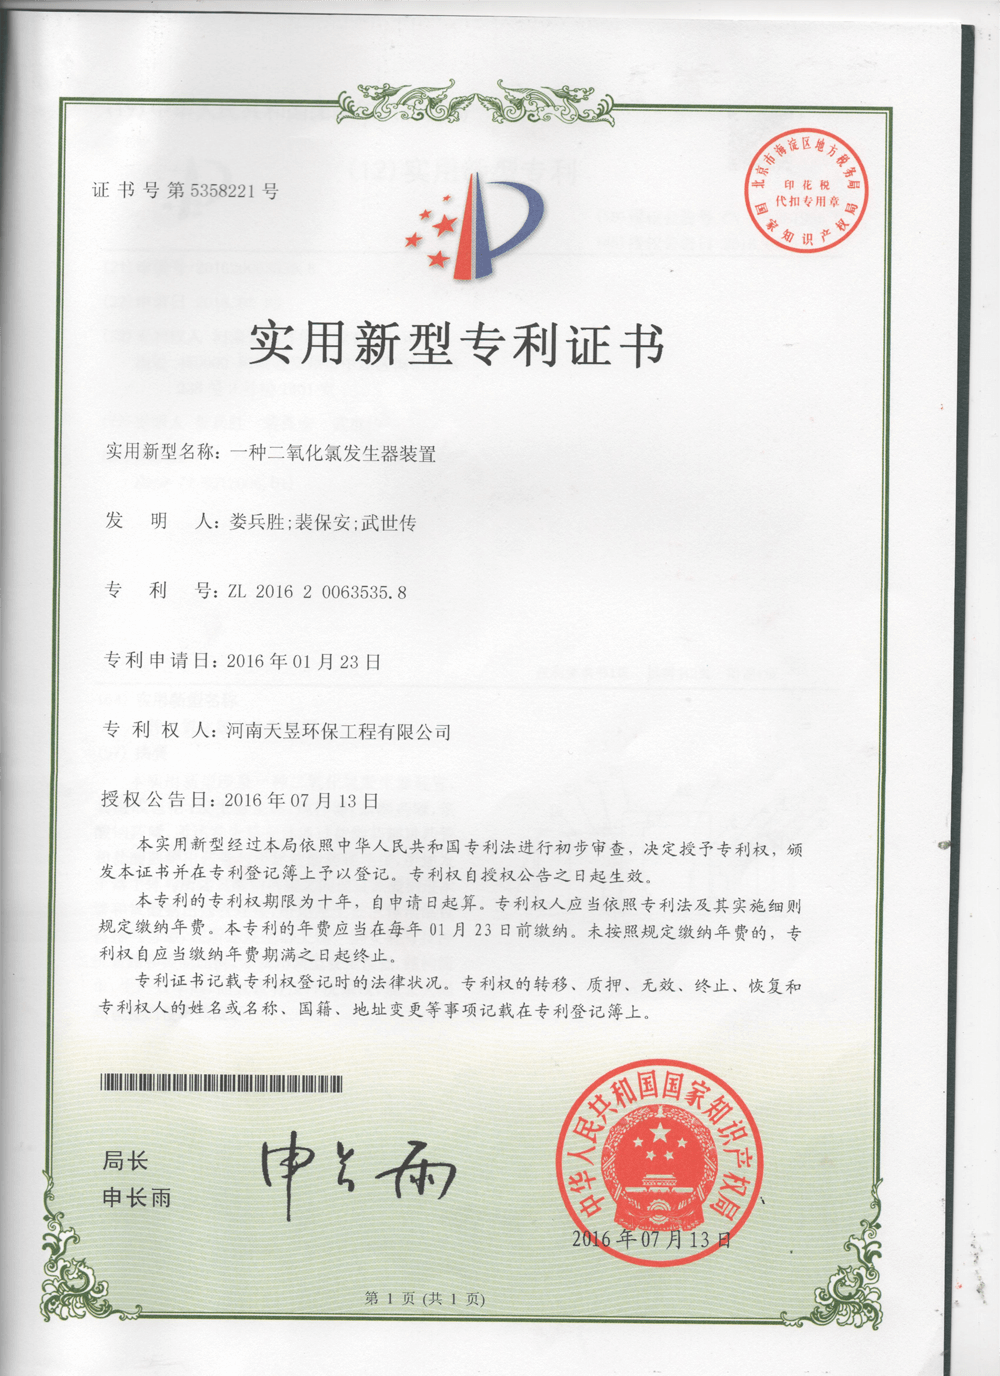 证书号第5358221号
北京市海淀区地方税务局
印花税
代扣专用章
国家知识产权局
实用新型专利证书
实用新型名称：一种二氧化氯发生器装置
发明人：娄兵胜;裴保安;武世传
专利号：ZL 2016 2 0063535.8
专利申请日：2016年01月23日
专利权人：河南天昱环保工程有限公司
授权公告日：2016年07月13日
本实用新型经过本局依照中华人民共和国专利法进行初步审查，决定授予专利权，颁
发本证书并在专利登记簿上予以登记。专利权自授权公告之日起生效。
本专利的专利权期限为十年，自申请日起算。专利权人应当依照专利法及其实施细则
规定缴纳年费。本专利的年费应当在每年01月23日前缴纳。未按照规定缴纳年费的，专
利权自应当缴纳年费期满之日起终止。
专利证书记载专利权登记时的法律状况。专利权的转移、质押、无效、终止、恢复和
专利权人的姓名或名称、国籍、地址变更等事项记载在专利登记簿上。
局长
申长雨
申长雨
中华人民共和国国家知识产权局
2016年07月13日
第1页(共1页)